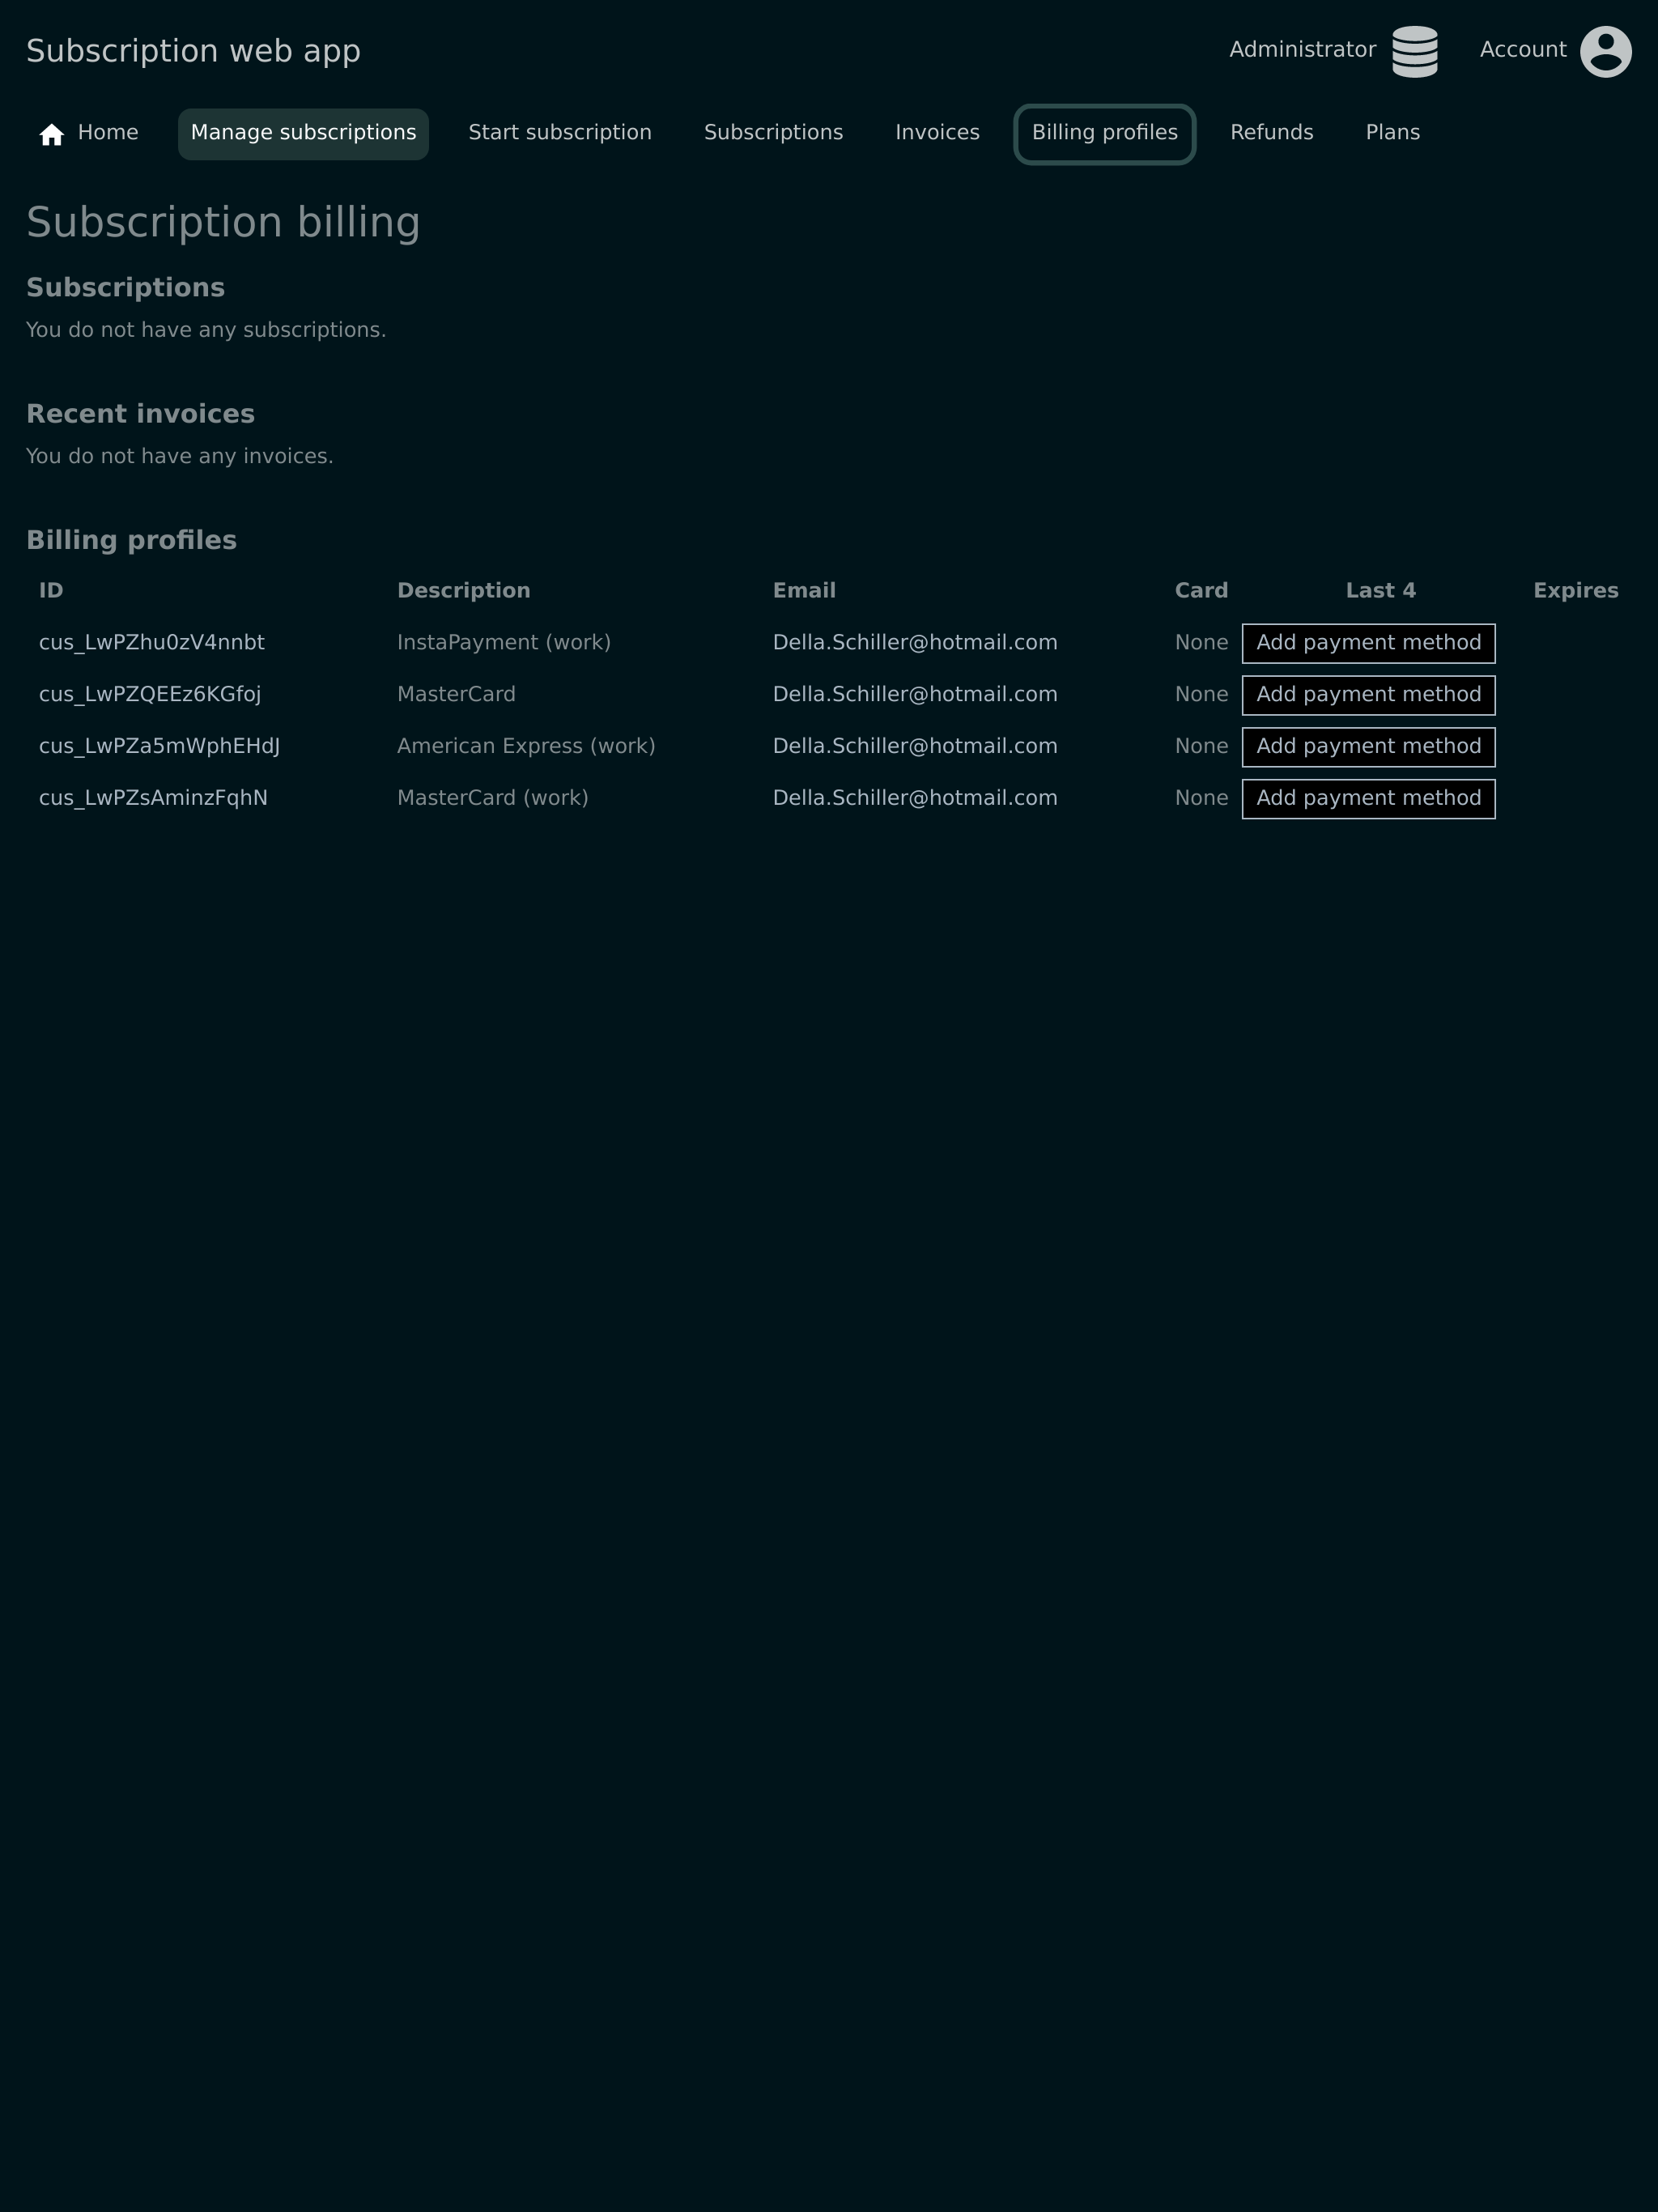 Subscription web app
Administrator
Account
Home
Manage subscriptions
Start subscription
Subscriptions
Invoices
Billing profiles
Refunds
Plans
Subscription billing
Subscriptions
You do not have any subscriptions.
Recent invoices
You do not have any invoices.
Billing profiles
ID Description Email Card Last 4 Expires
cus_LwPZhu0zV4nnbt InstaPayment (work) Della.Schiller@hotmail.com None Add payment method
cus_LwPZQEEz6KGfoj MasterCard Della.Schiller@hotmail.com None Add payment method
cus_LwPZa5mWphEHdJ American Express (work) Della.Schiller@hotmail.com None Add payment method
cus_LwPZsAminzFqhN MasterCard (work) Della.Schiller@hotmail.com None Add payment method